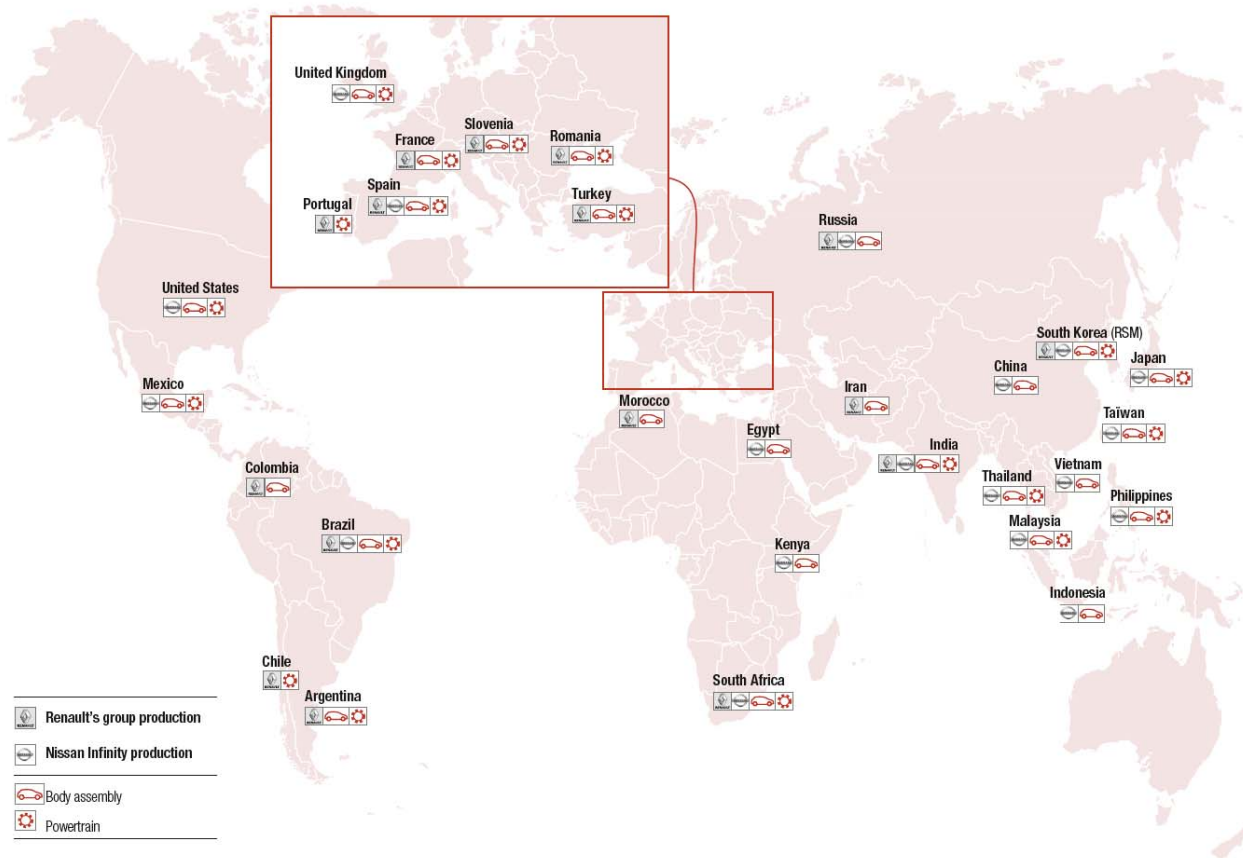 United Kingdom
Slovenia
Romania
France
Spain
Turkey
Portugal
Russia
United States
South Korea (RSM)
Japan
China
Mexico
Iran
Morocco
Taïwan
Egypt
India
Colombia
Vietnam
Thailand
Philippines
Brazil
Malaysia
Kenya
Indonesia
Chile
South Africa
Argentina
Renault's group production
Nissan Infinity production
Body assembly
Powertrain